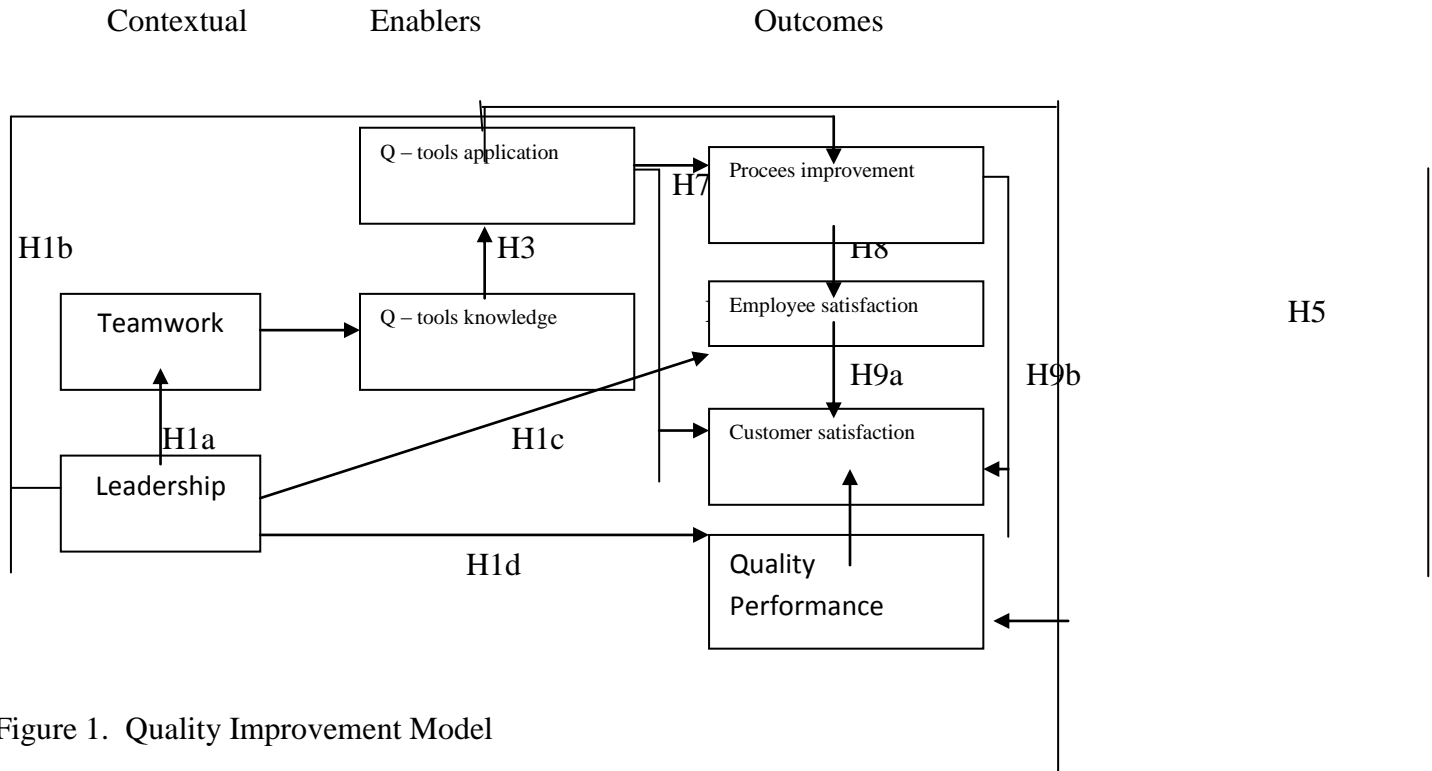 Contextual Enablers Outcomes
Q – tools application
Procees improvement
H7
H1b
H3
H8
Teamwork
Q – tools knowledge
Employee satisfaction
H5
H9a
H9b
H1a
H1c
Customer satisfaction
Leadership
H1d
Quality
Performance
Figure 1. Quality Improvement Model